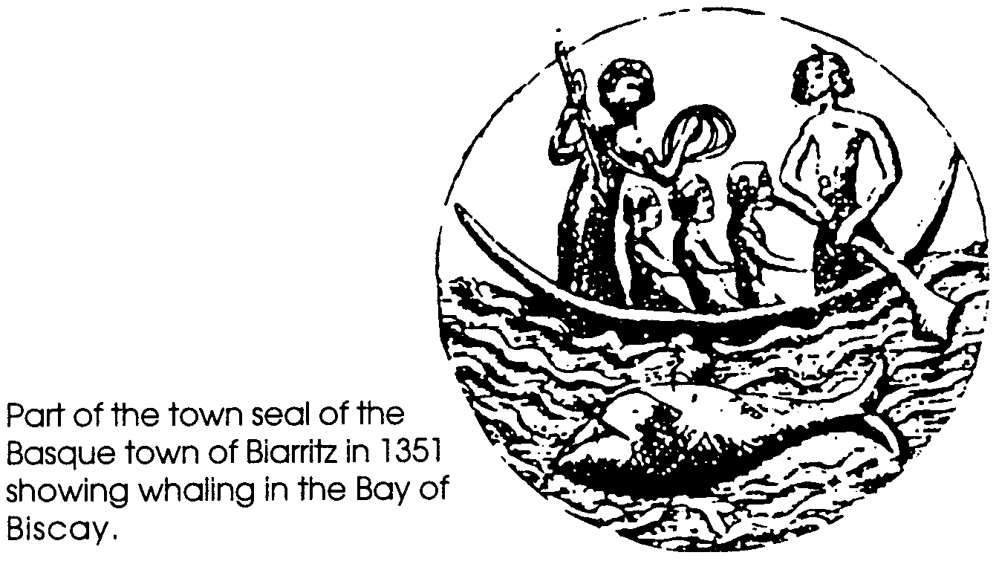 Part of the town seal of the
Basque town of Biarritz in 1351
showing whaling in the Bay of
Biscay.